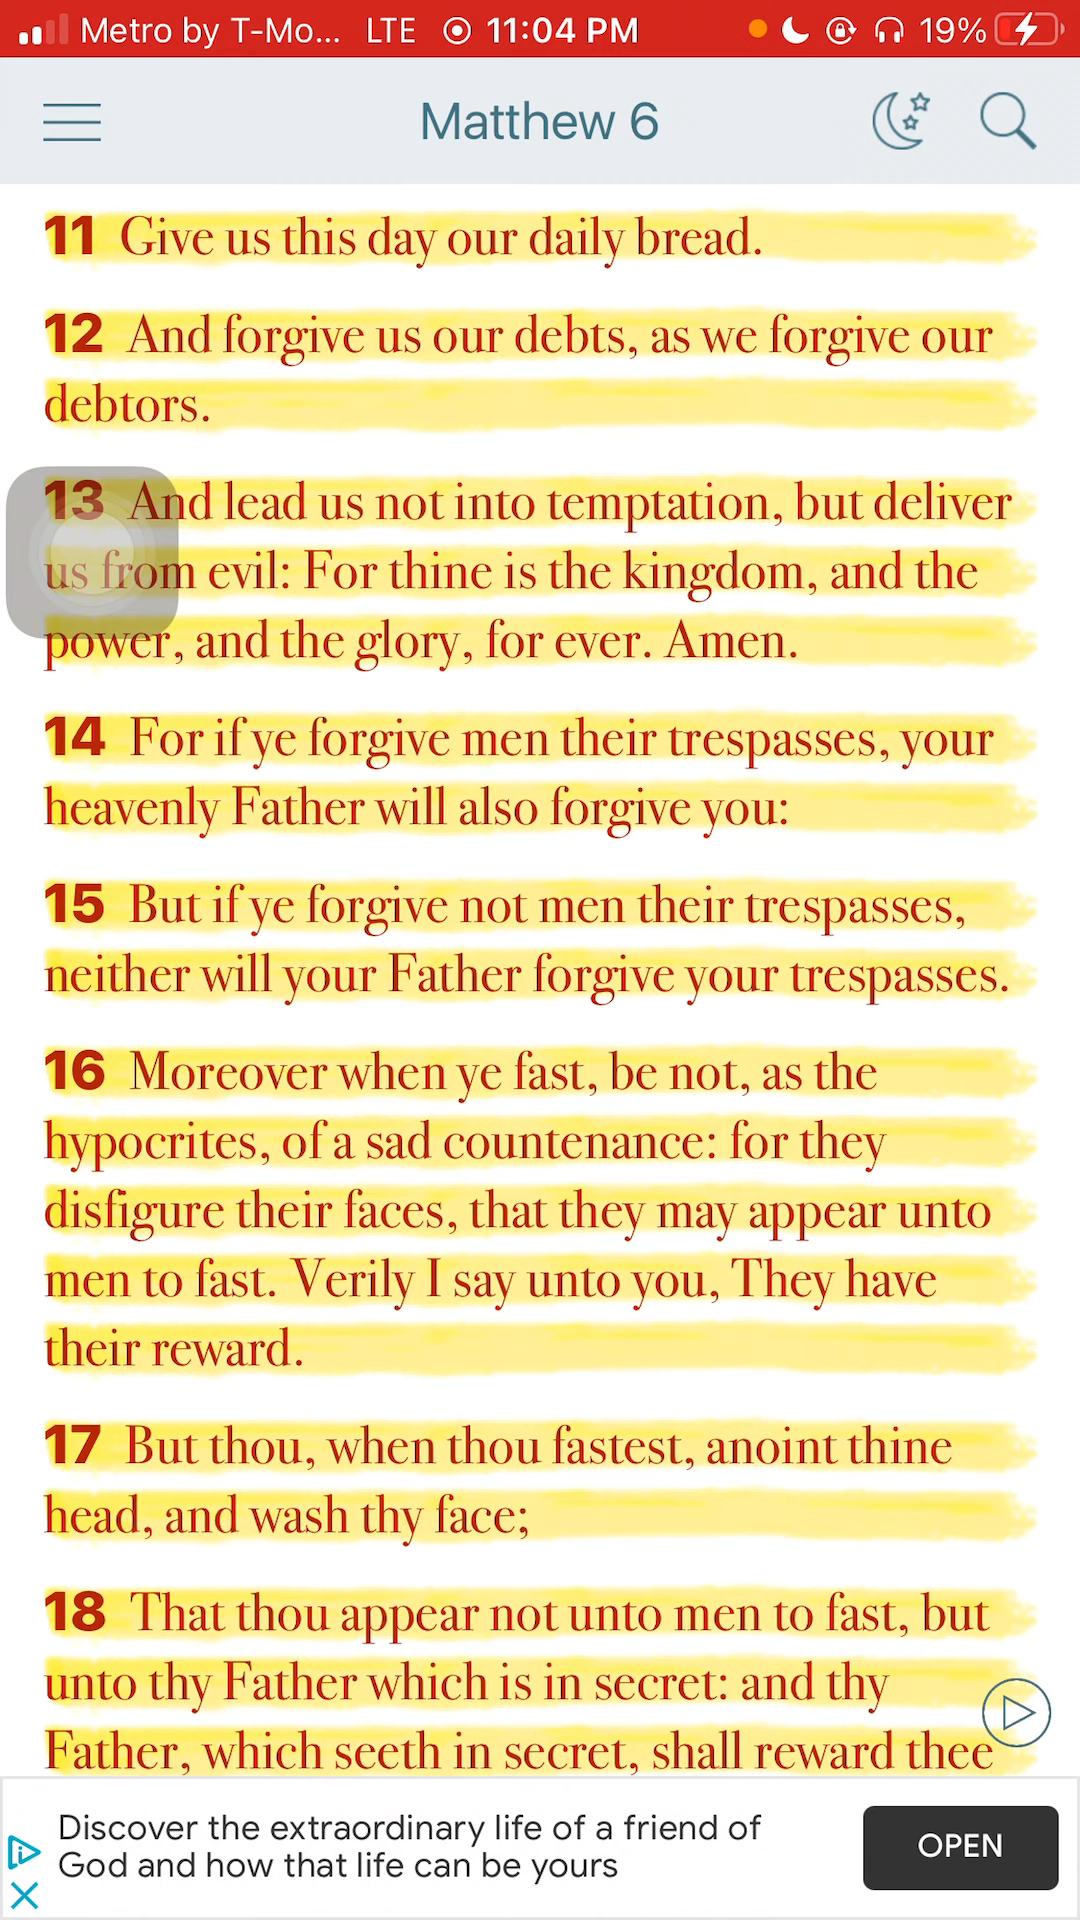 Metro by T-Mo... LTE 11:04 PM 19%
Matthew 6
11 Give us this day our daily bread.
12 And forgive us our debts, as we forgive our
debtors.
13 And lead us not into temptation, but deliver
us from evil: For thine is the kingdom, and the
power, and the glory, for ever. Amen.
14 For if ye forgive men their trespasses, your
heavenly Father will also forgive you:
15 But if ye forgive not men their trespasses,
neither will your Father forgive your trespasses.
16 Moreover when ye fast, be not, as the
hypocrites, of a sad countenance: for they
disfigure their faces, that they may appear unto
men to fast. Verily I say unto you, They have
their reward.
17 But thou, when thou fastest, anoint thine
head, and wash thy face;
18 That thou appear not unto men to fast, but
unto thy Father which is in secret: and thy
Father, which seeth in secret, shall reward thee
Discover the extraordinary life of a friend of
God and how that life can be yours
OPEN